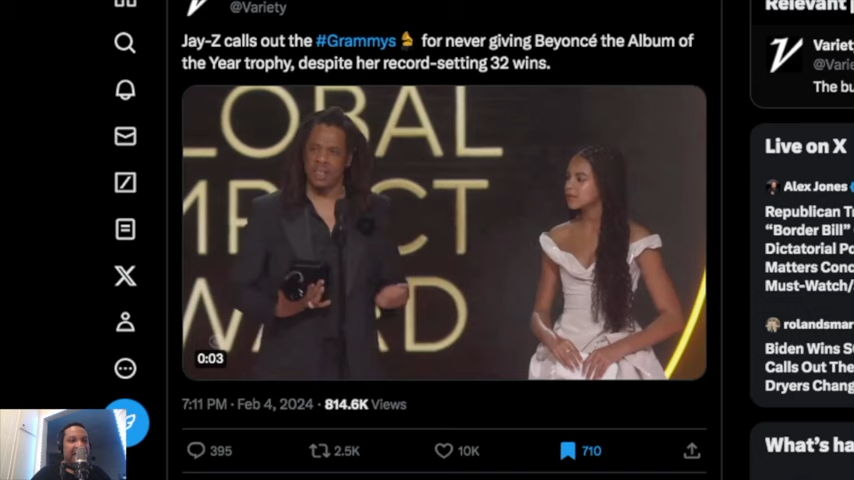 @Variety
Jay-Z calls out the #Grammys for never giving Beyoncé the Album of
the Year trophy, despite her record-setting 32 wins.
GLOBAL
IMPACT
AWARD
0:03
7:11 PM · Feb 4, 2024 · 814.6K Views
395
2.5K
10K
710
Relevant
Variet
@Varie
The bu
Live on X
Alex Jones
Republican T
"Border Bill"
Dictatorial Po
Matters Conc
Must-Watch/
rolandsmar
Biden Wins S
Calls Out The
Dryers Chang
What's ha